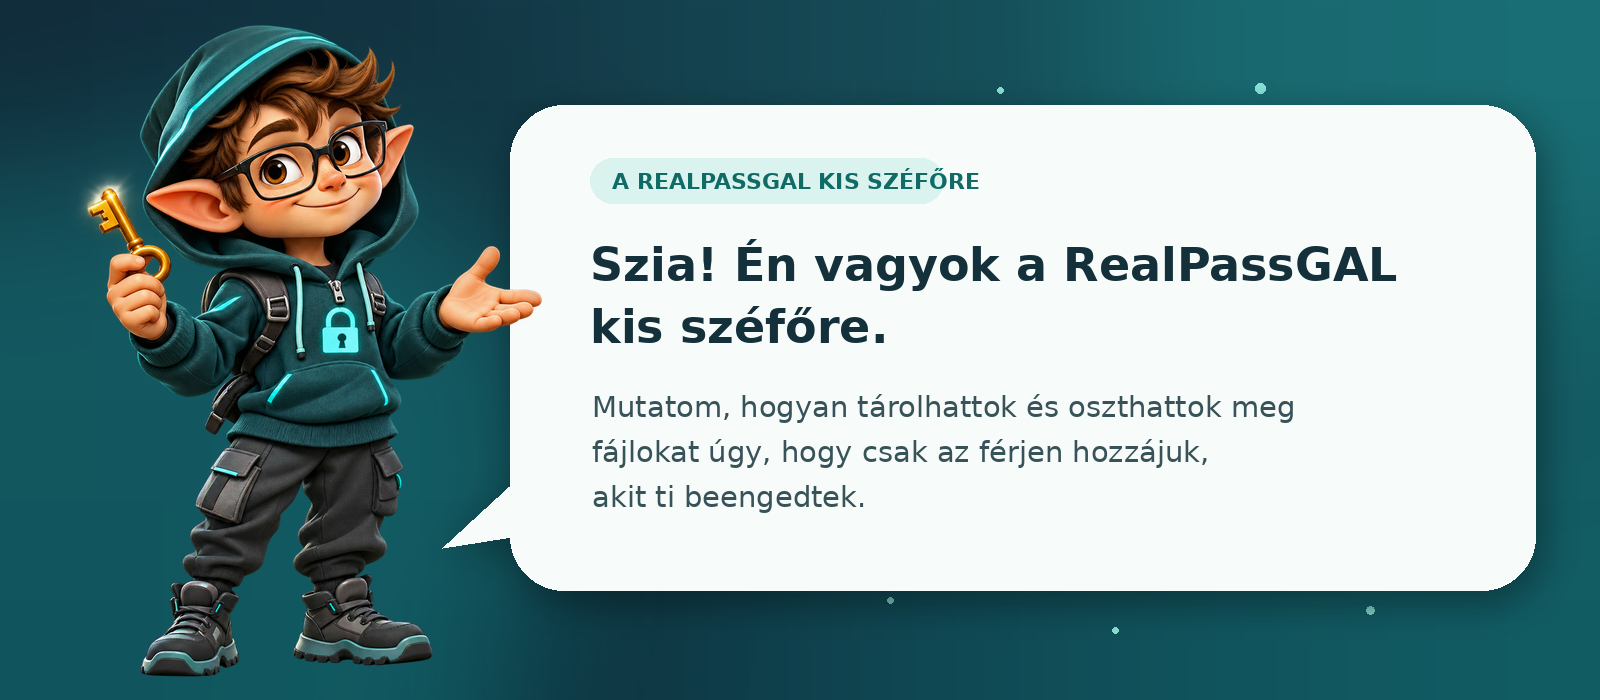 A REALPASSGAL KIS SZÉFŐRE
Szia! Én vagyok a RealPassGAL
kis széfőre.
Mutatom, hogyan tárolhattok és oszthattok meg
fájlokat úgy, hogy csak az férjen hozzájuk,
akit ti beengedtek.